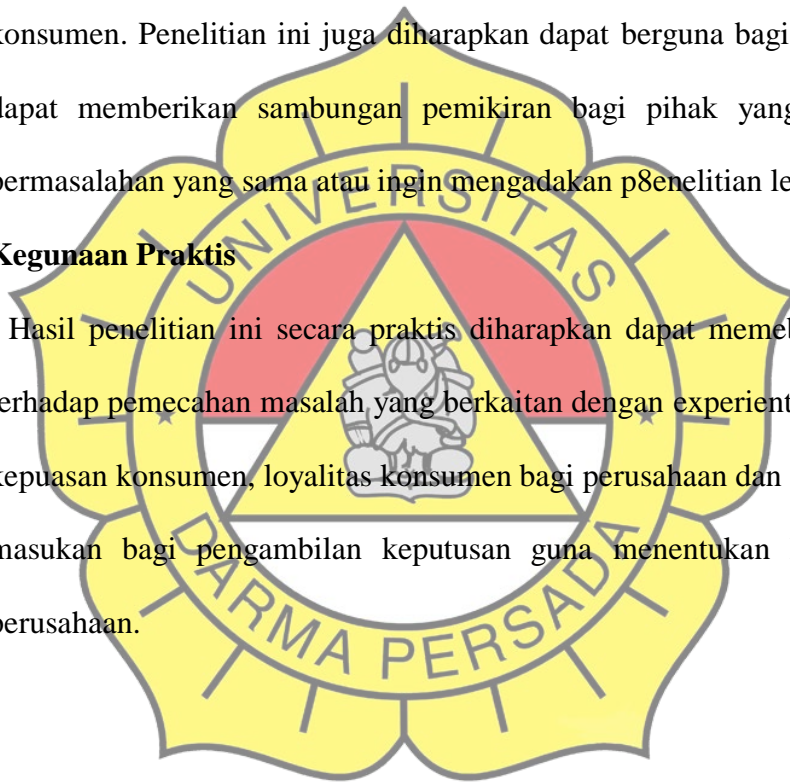 konsumen. Penelitian ini juga diharapkan dapat berguna bagi
dapat memberikan sambungan pemikiran bagi pihak yang
permasalahan yang sama atau ingin mengadakan p8enelitian le
Kegunaan Praktis
Hasil penelitian ini secara praktis diharapkan dapat memeb
terhadap pemecahan masalah yang berkaitan dengan experient
kepuasan konsumen, loyalitas konsumen bagi perusahaan dan
masukan bagi pengambilan keputusan guna menentukan
perusahaan.
UNIVERSITAS
DARMA PERSADA